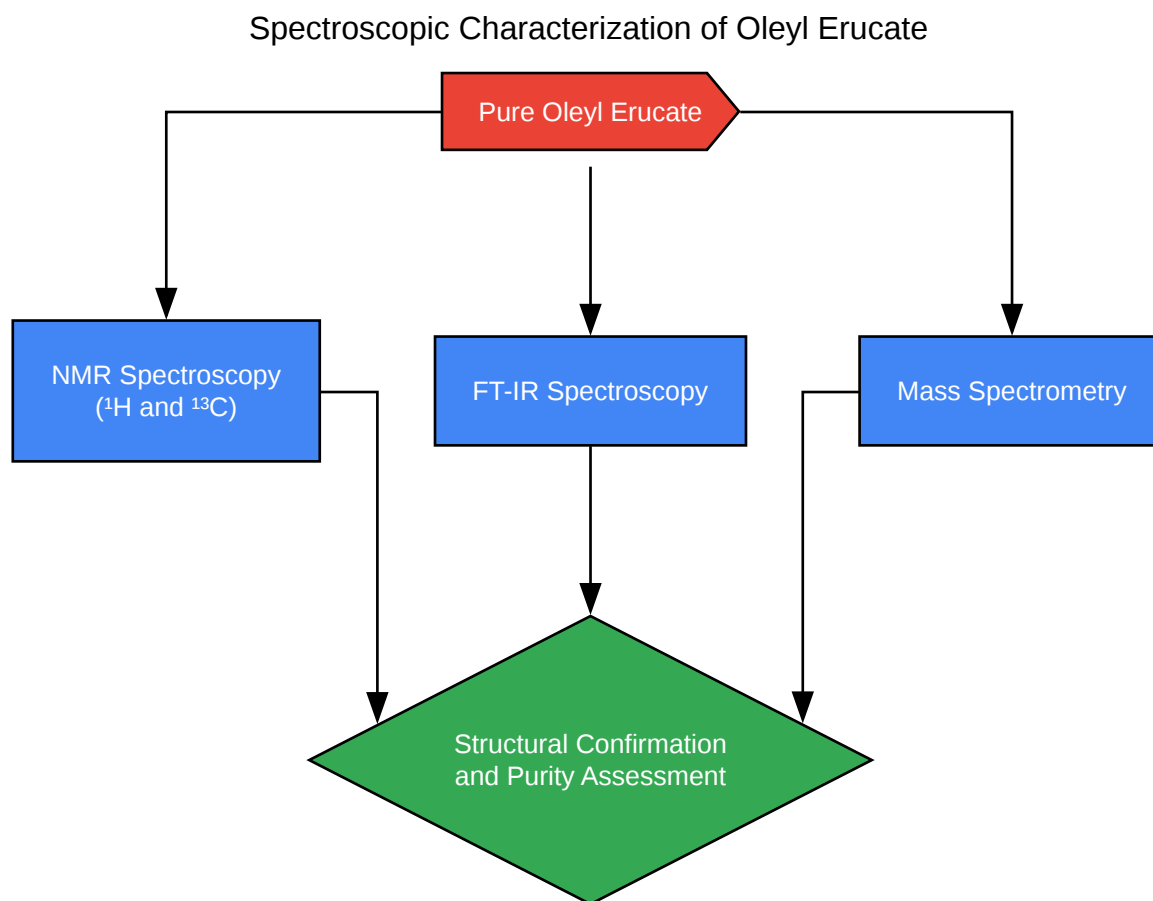 Spectroscopic Characterization of Oleyl Erucate
Pure Oleyl Erucate
NMR Spectroscopy
(¹H and ¹³C)
FT-IR Spectroscopy
Mass Spectrometry
Structural Confirmation
and Purity Assessment